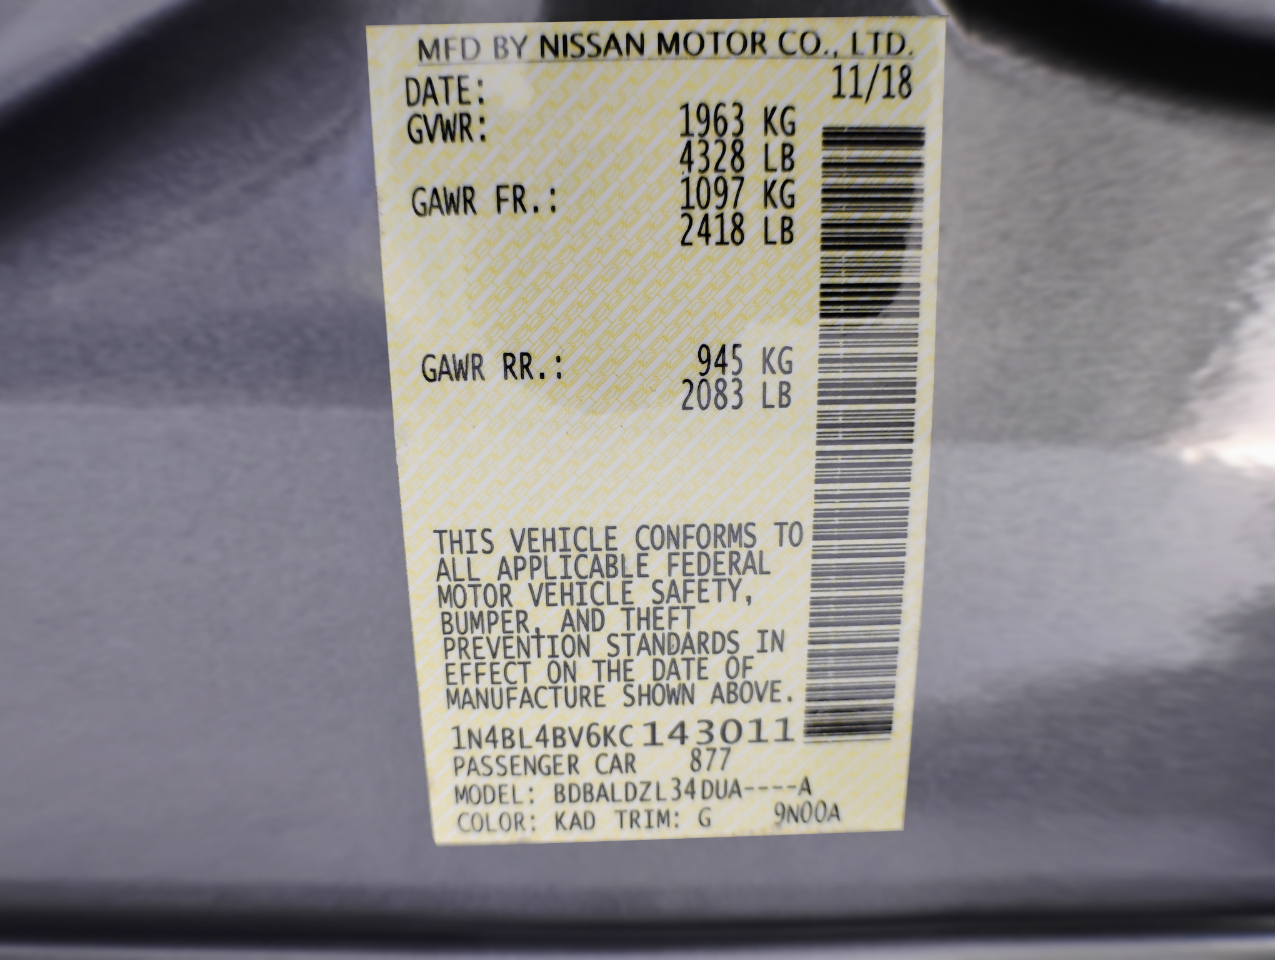 MFD BY NISSAN MOTOR CO., LTD.
DATE: 11/18
GVWR: 1963 KG
4328 LB
GAWR FR.: 1097 KG
2418 LB
GAWR RR.: 945 KG
2083 LB
THIS VEHICLE CONFORMS TO
ALL APPLICABLE FEDERAL
MOTOR VEHICLE SAFETY,
BUMPER, AND THEFT
PREVENTION STANDARDS IN
EFFECT ON THE DATE OF
MANUFACTURE SHOWN ABOVE.
1N4BL4BV6KC143011
PASSENGER CAR 877
MODEL: BDBALDZL34DUA----A
COLOR: KAD TRIM: G 9N00A